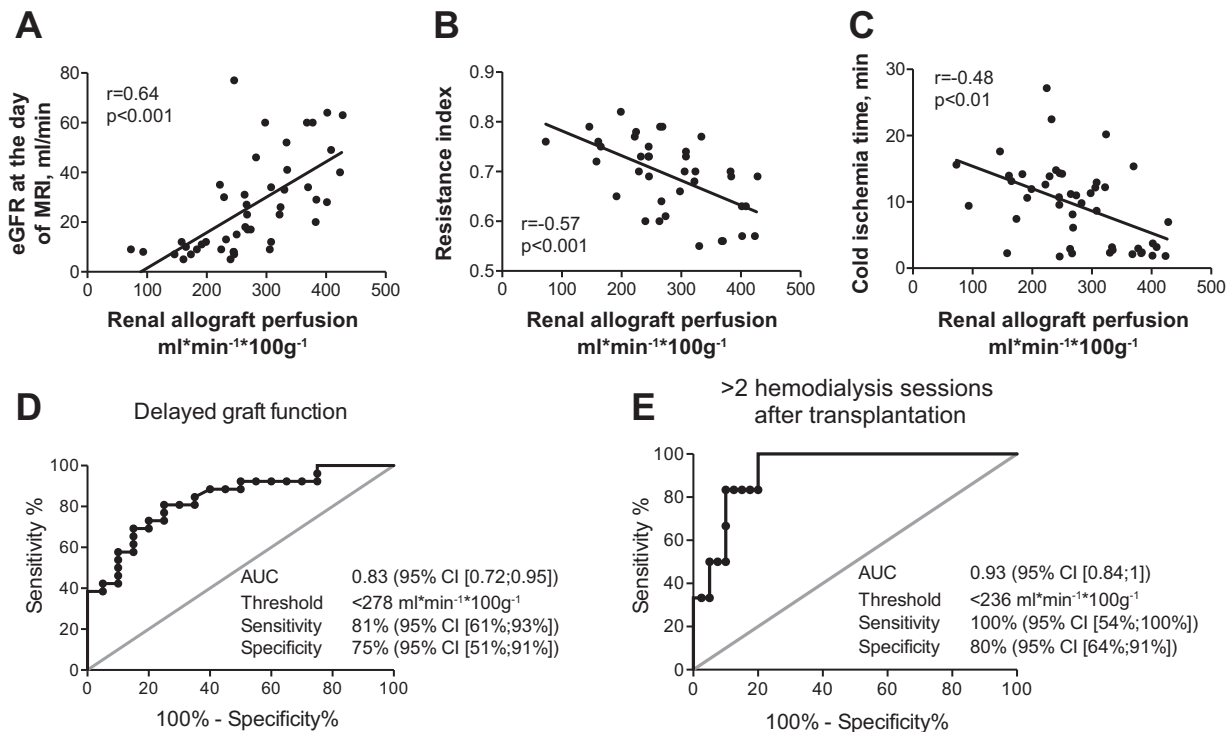 A
80
60
40
20
0
eGFR at the day
of MRI, ml/min
r=0.64
p<0.001
0 100 200 300 400 500
Renal allograft perfusion
ml*min⁻¹*100g⁻¹
B
0.9
0.8
0.7
0.6
0.5
Resistance index
r=-0.57
p<0.001
0 100 200 300 400 500
Renal allograft perfusion
ml*min⁻¹*100g⁻¹
C
30
20
10
0
Cold ischemia time, min
r=-0.48
p<0.01
0 100 200 300 400 500
Renal allograft perfusion
ml*min⁻¹*100g⁻¹
D
Delayed graft function
100
80
60
40
20
0
Sensitivity %
AUC 0.83 (95% CI [0.72;0.95])
Threshold <278 ml*min⁻¹*100g⁻¹
Sensitivity 81% (95% CI [61%;93%])
Specificity 75% (95% CI [51%;91%])
0 20 40 60 80 100
100% - Specificity%
E
>2 hemodialysis sessions
after transplantation
100
80
60
40
20
0
Sensitivity %
AUC 0.93 (95% CI [0.84;1])
Threshold <236 ml*min⁻¹*100g⁻¹
Sensitivity 100% (95% CI [54%;100%])
Specificity 80% (95% CI [64%;91%])
0 20 40 60 80 100
100% - Specificity%